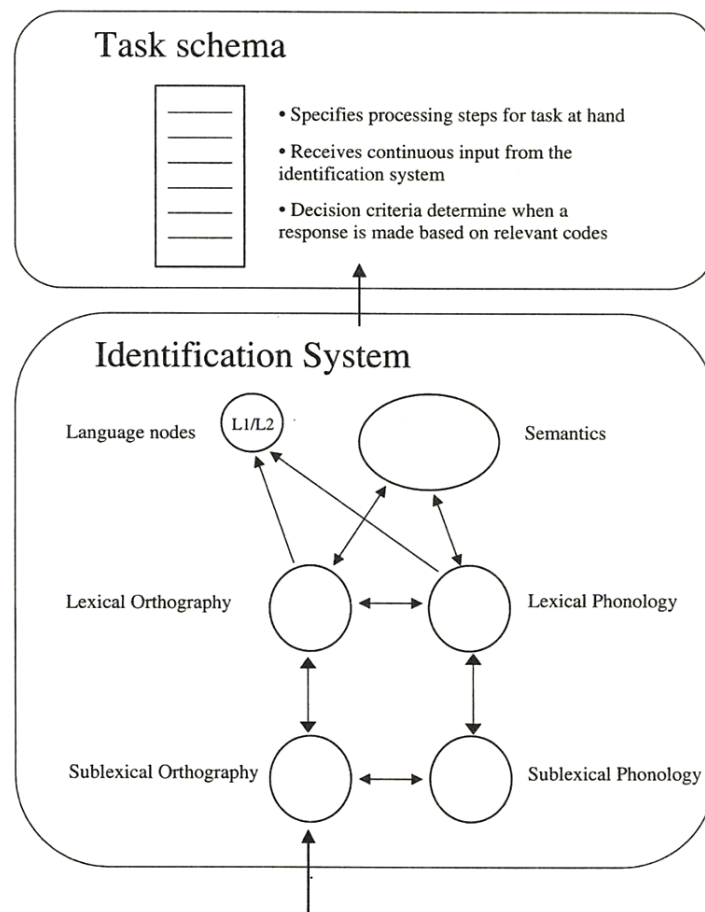 Task schema
• Specifies processing steps for task at hand
• Receives continuous input from the
identification system
• Decision criteria determine when a
response is made based on relevant codes
Identification System
Language nodes
L1/L2
Semantics
Lexical Orthography
Lexical Phonology
Sublexical Orthography
Sublexical Phonology